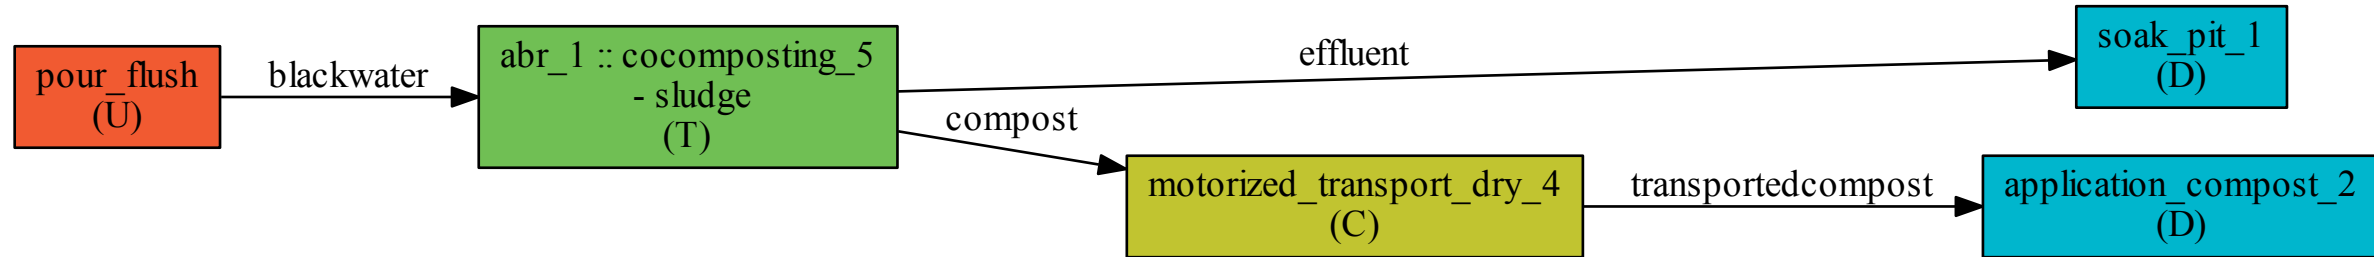 pour_flush
(U)
blackwater
abr_1 :: cocomposting_5
- sludge
(T)
effluent
compost
soak_pit_1
(D)
motorized_transport_dry_4
(C)
transportedcompost
application_compost_2
(D)